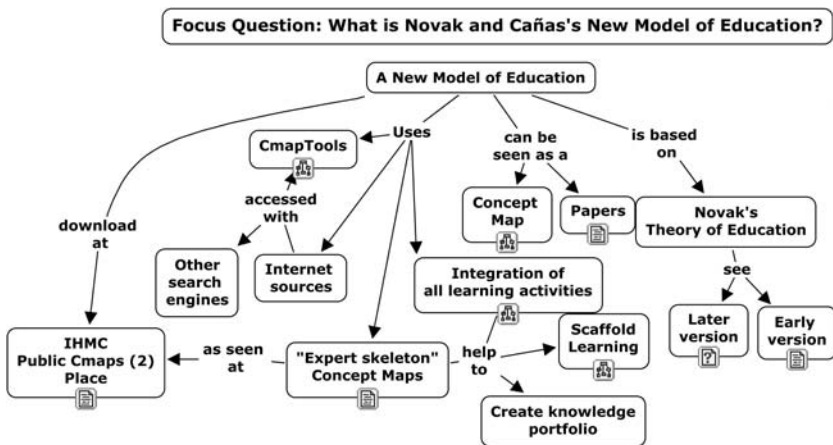 Focus Question: What is Novak and Cañas's New Model of Education?
A New Model of Education
Uses
CmapTools
can be
seen as a
is based
on
accessed
with
download
at
Concept
Map
Papers
Novak's
Theory of Education
Other
search
engines
Internet
sources
Integration of
all learning activities
see
Later
version
Early
version
IHMC
Public Cmaps (2)
Place
as seen
at
"Expert skeleton"
Concept Maps
help
to
Scaffold
Learning
Create knowledge
portfolio